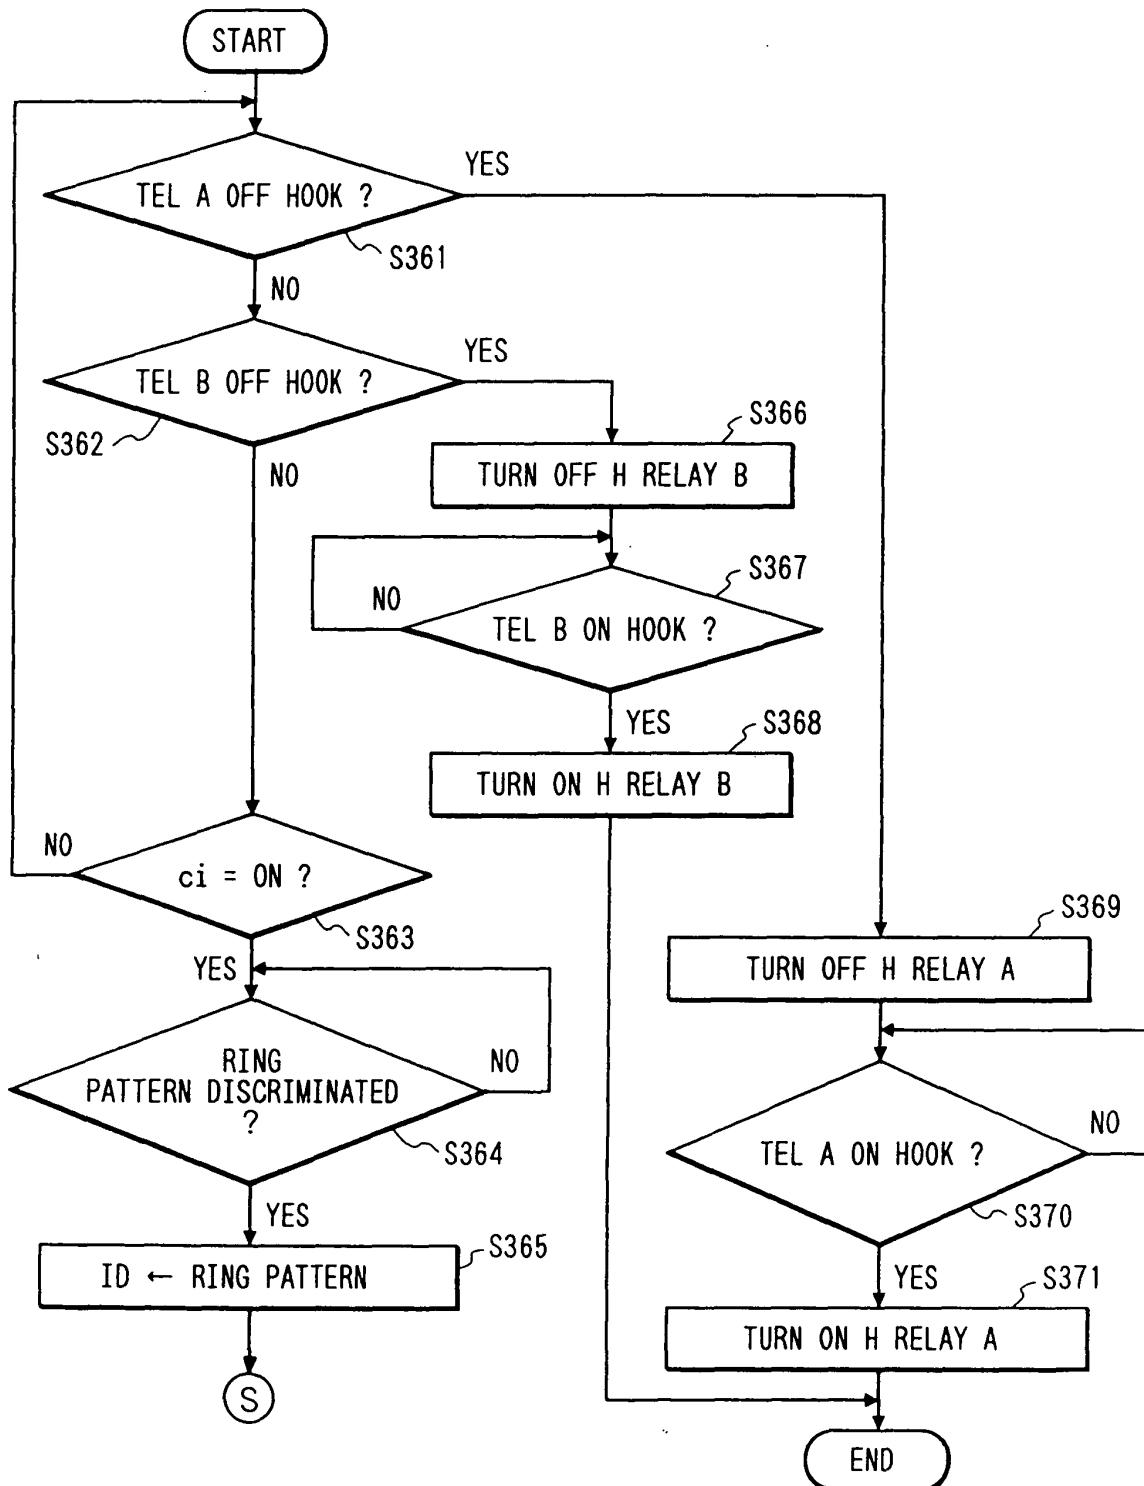 START
TEL A OFF HOOK ?
YES
S361
NO
TEL B OFF HOOK ?
YES
S362
NO
S366
TURN OFF H RELAY B
S367
NO
TEL B ON HOOK ?
YES
S368
TURN ON H RELAY B
NO
ci = ON ?
S363
YES
S369
TURN OFF H RELAY A
RING
PATTERN DISCRIMINATED
?
NO
S364
YES
TEL A ON HOOK ?
NO
S370
YES
S365
ID ← RING PATTERN
S371
TURN ON H RELAY A
S
END